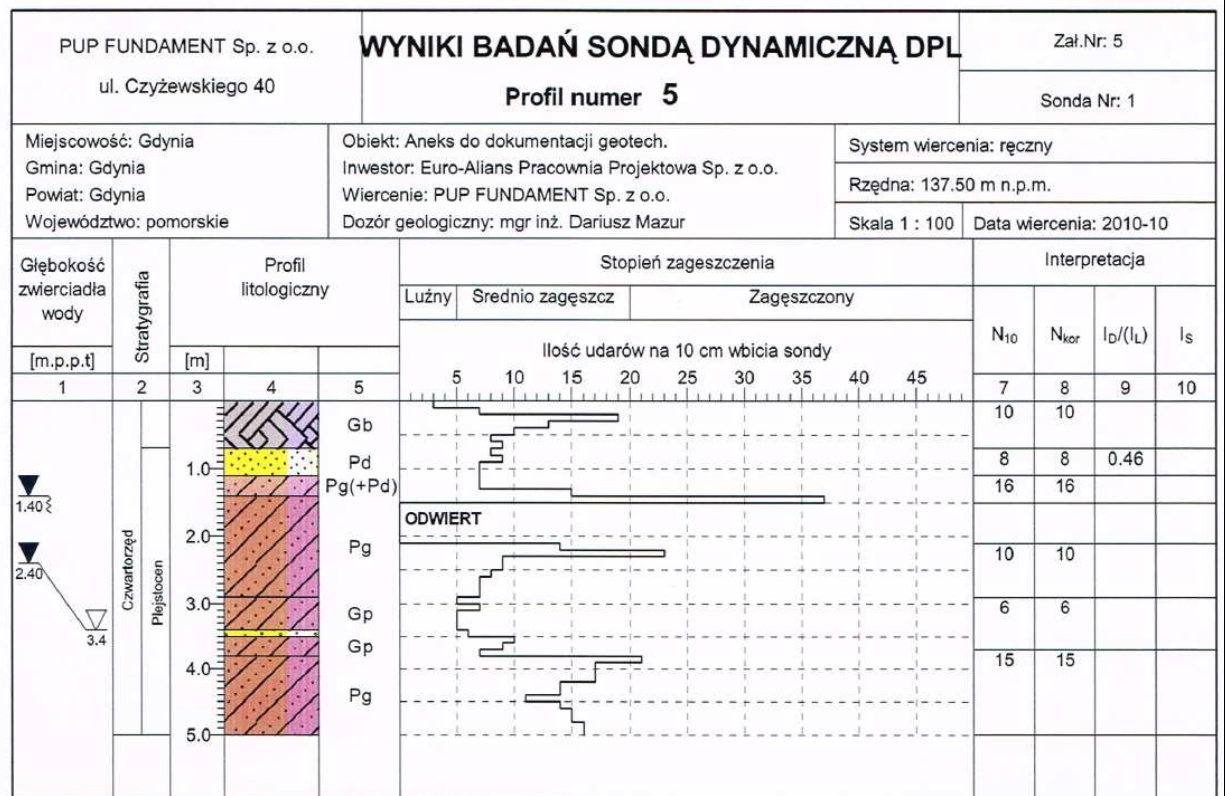 PUP FUNDAMENT Sp. z o.o.
ul. Czyżewskiego 40
WYNIKI BADAŃ SONDĄ DYNAMICZNĄ DPL
Profil numer 5
Zał.Nr: 5
Sonda Nr: 1
Miejscowość: Gdynia
Gmina: Gdynia
Powiat: Gdynia
Województwo: pomorskie
Obiekt: Aneks do dokumentacji geotech.
Inwestor: Euro-Alians Pracownia Projektowa Sp. z o.o.
Wiercenie: PUP FUNDAMENT Sp. z o.o.
Dozór geologiczny: mgr inż. Dariusz Mazur
System wiercenia: ręczny
Rzędna: 137.50 m n.p.m.
Skala 1 : 100
Data wiercenia: 2010-10
Głębokość
zwierciadła
wody
[m.p.p.t]
Stratygrafia
Profil
litologiczny
[m]
Stopień zageszczenia
Luźny
Srednio zagęszcz
Zagęszczony
Ilość udarów na 10 cm wbicia sondy
5 10 15 20 25 30 35 40 45
Interpretacja
N10
Nkor
ID/(IL)
IS
1 2 3 4 5 7 8 9 10
Gb
10 10
1.0
Pd
8 8 0.46
Pg(+Pd)
16 16
1.40
ODWIERT
2.0
Pg
10 10
2.40
Czwartorzęd
Plejstocen
3.0
Gp
6 6
3.4
Gp
15 15
4.0
Pg
5.0